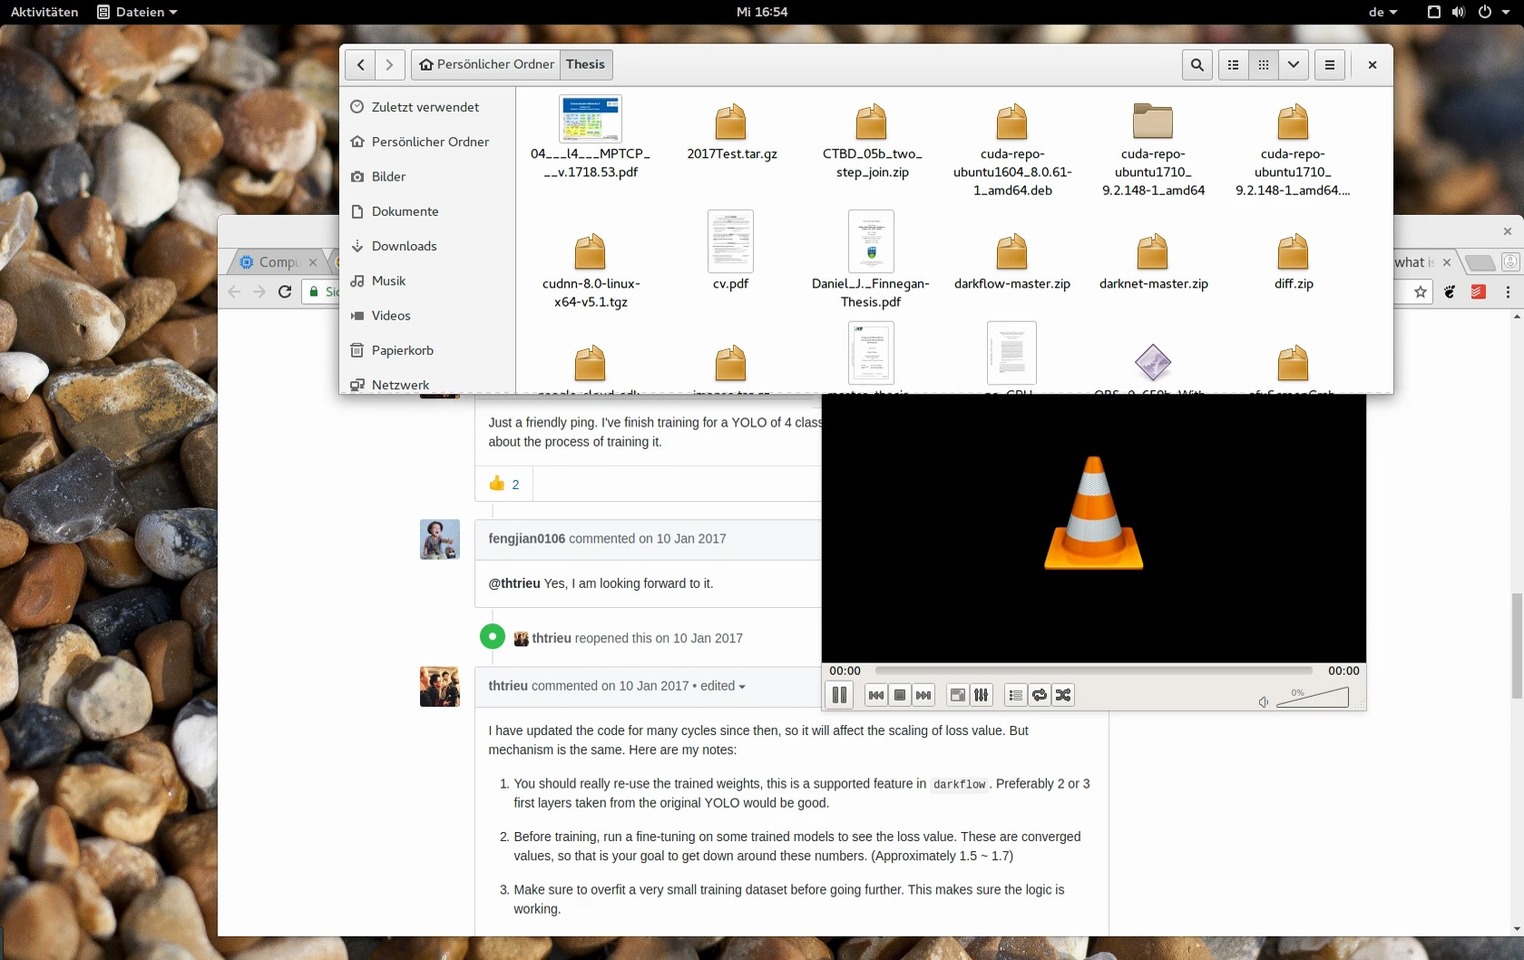 Aktivitäten
Dateien
Mi 16:54
de
Persönlicher Ordner
Thesis
Zuletzt verwendet
Persönlicher Ordner
Bilder
Dokumente
Downloads
Musik
Videos
Papierkorb
Netzwerk
04___l4___MPTCP_
__v.1718.53.pdf
2017Test.tar.gz
CTBD_05b_two_
step_join.zip
cuda-repo-
ubuntu1604_8.0.61-
1_amd64.deb
cuda-repo-
ubuntu1710_
9.2.148-1_amd64
cuda-repo-
ubuntu1710_
9.2.148-1_amd64....
cudnn-8.0-linux-
x64-v5.1.tgz
cv.pdf
Daniel_J._Finnegan-
Thesis.pdf
darkflow-master.zip
darknet-master.zip
diff.zip
Compu
what is
Sic
Just a friendly ping. I've finish training for a YOLO of 4 class
about the process of training it.
2
fengjian0106 commented on 10 Jan 2017
@thtrieu Yes, I am looking forward to it.
thtrieu reopened this on 10 Jan 2017
thtrieu commented on 10 Jan 2017 • edited
00:00
00:00
0%
I have updated the code for many cycles since then, so it will affect the scaling of loss value. But
mechanism is the same. Here are my notes:
1. You should really re-use the trained weights, this is a supported feature in darkflow. Preferably 2 or 3
first layers taken from the original YOLO would be good.
2. Before training, run a fine-tuning on some trained models to see the loss value. These are converged
values, so that is your goal to get down around these numbers. (Approximately 1.5 ~ 1.7)
3. Make sure to overfit a very small training dataset before going further. This makes sure the logic is
working.